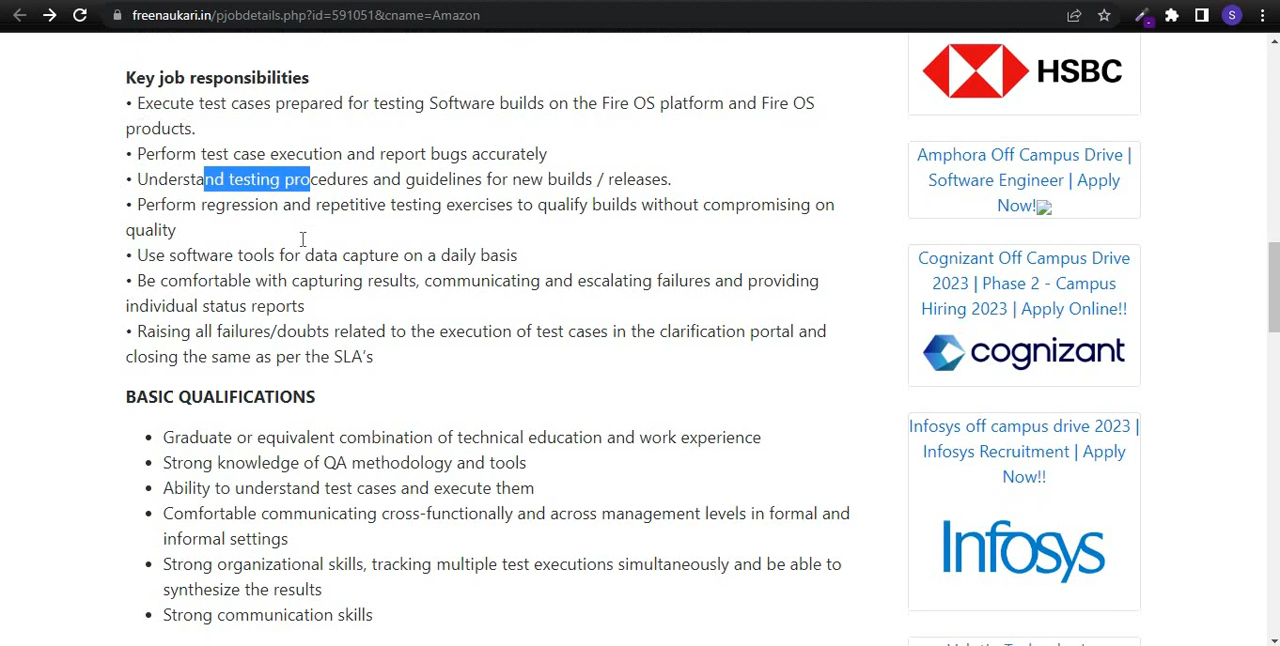 freenaukari.in/pjobdetails.php?id=591051&cname=Amazon
S
Key job responsibilities
• Execute test cases prepared for testing Software builds on the Fire OS platform and Fire OS
products.
• Perform test case execution and report bugs accurately
• Understand testing procedures and guidelines for new builds / releases.
• Perform regression and repetitive testing exercises to qualify builds without compromising on
quality
• Use software tools for data capture on a daily basis
• Be comfortable with capturing results, communicating and escalating failures and providing
individual status reports
• Raising all failures/doubts related to the execution of test cases in the clarification portal and
closing the same as per the SLA's
BASIC QUALIFICATIONS
• Graduate or equivalent combination of technical education and work experience
• Strong knowledge of QA methodology and tools
• Ability to understand test cases and execute them
• Comfortable communicating cross-functionally and across management levels in formal and
informal settings
• Strong organizational skills, tracking multiple test executions simultaneously and be able to
synthesize the results
• Strong communication skills
HSBC
Amphora Off Campus Drive |
Software Engineer | Apply
Now!
Cognizant Off Campus Drive
2023 | Phase 2 - Campus
Hiring 2023 | Apply Online!!
cognizant
Infosys off campus drive 2023 |
Infosys Recruitment | Apply
Now!!
Infosys